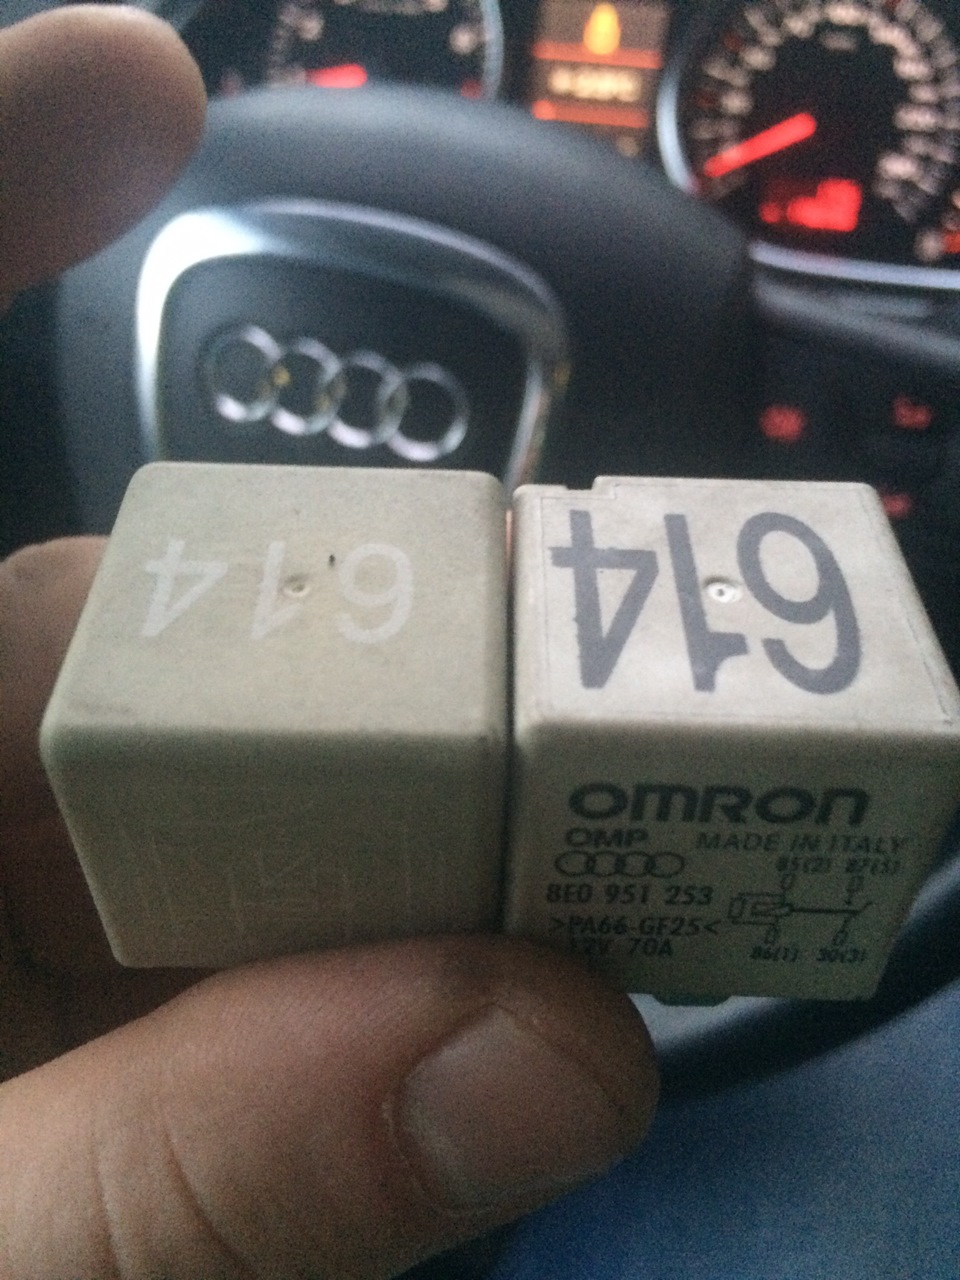 614
614
OMRON
OMP MADE IN ITALY
85(2) 87(5)
8E0 951 253
>PA66-GF25<
12V 70A
86(1) 30(3)